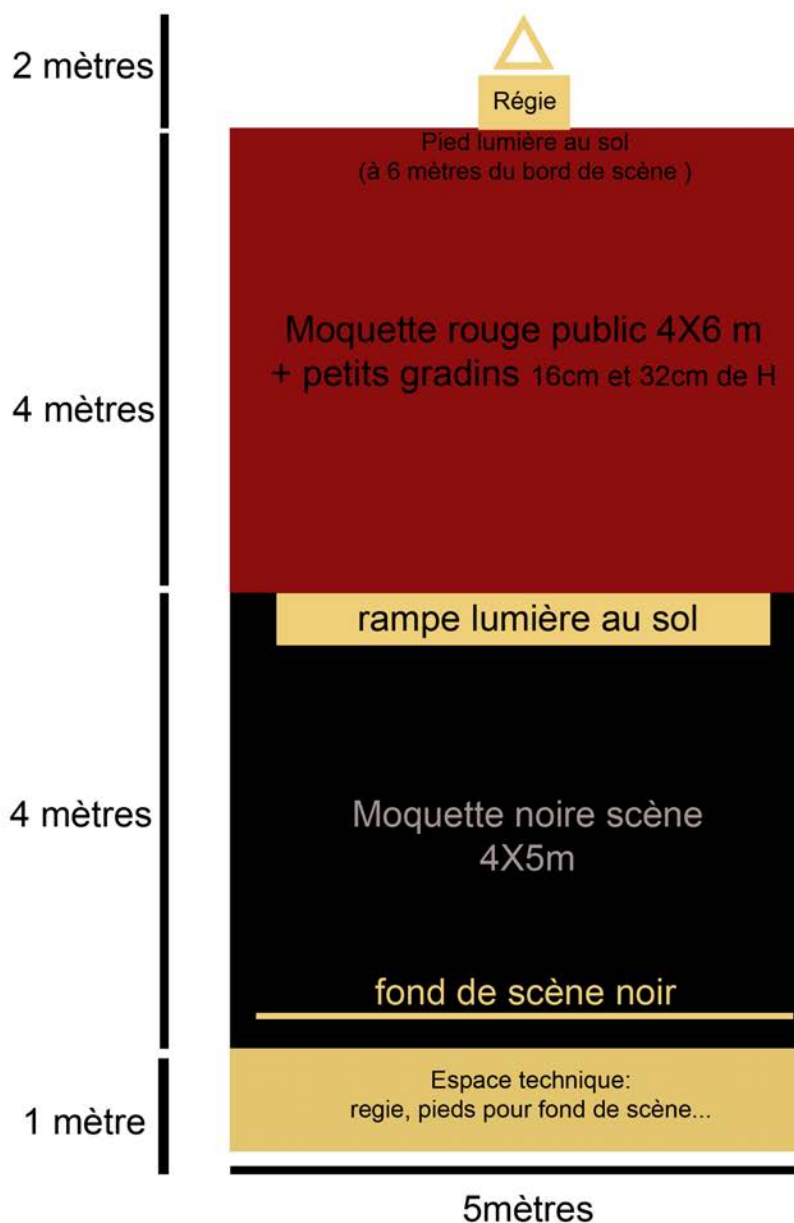 2 mètres
Régie
Pied lumière au sol
(à 6 mètres du bord de scène )
Moquette rouge public 4X6 m
+ petits gradins 16cm et 32cm de H
4 mètres
rampe lumière au sol
Moquette noire scène
4X5m
4 mètres
fond de scène noir
Espace technique:
regie, pieds pour fond de scène...
1 mètre
5mètres